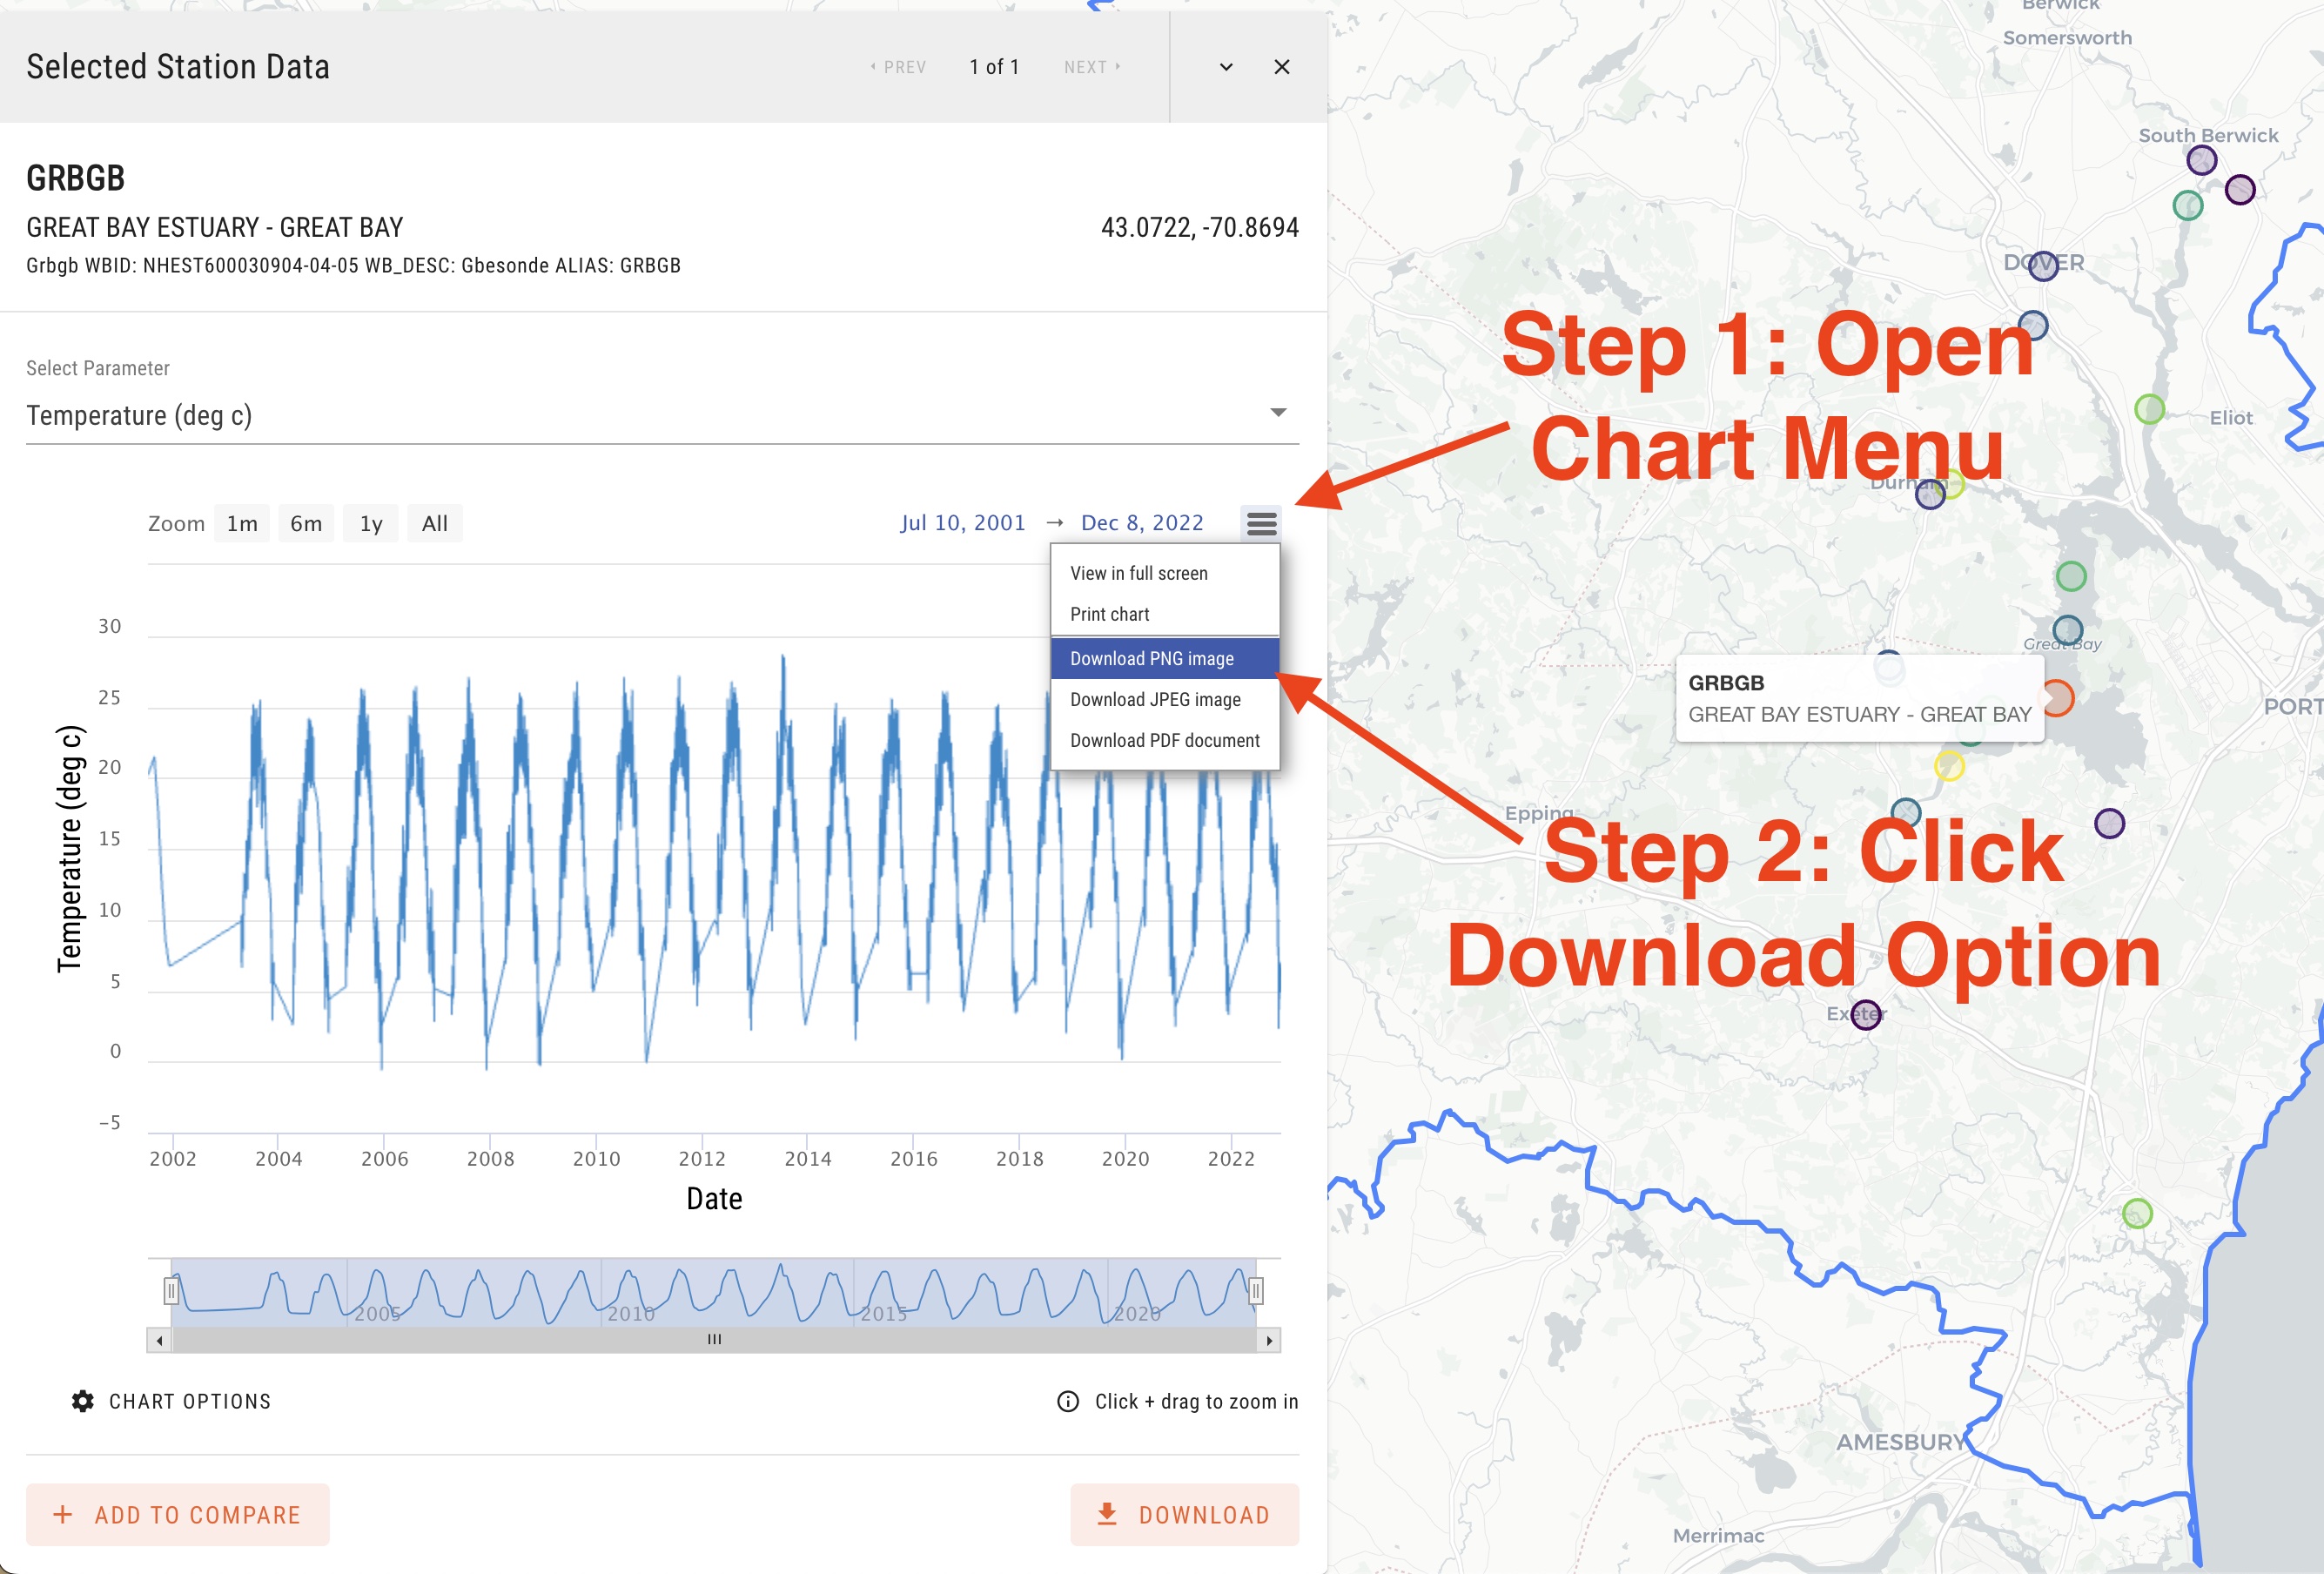 Selected Station Data
PREV 1 of 1 NEXT
GRBGB
GREAT BAY ESTUARY - GREAT BAY 43.0722, -70.8694
Grbgb WBID: NHEST600030904-04-05 WB_DESC: Gbesonde ALIAS: GRBGB
Select Parameter
Temperature (deg c)
Zoom 1m 6m 1y All Jul 10, 2001 → Dec 8, 2022
View in full screen
Print chart
Download PNG image
Download JPEG image
Download PDF document
Temperature (deg c)
30
25
20
15
10
5
0
−5
2002 2004 2006 2008 2010 2012 2014 2016 2018 2020 2022
Date
2005 2010 2015 2020
CHART OPTIONS Click + drag to zoom in
+ ADD TO COMPARE DOWNLOAD
Berwick
Somersworth
South Berwick
DOVER
Step 1: Open
Chart Menu
Eliot
Durham
Great Bay
GRBGB
GREAT BAY ESTUARY - GREAT BAY
PORT
Epping
Step 2: Click
Download Option
Exeter
AMESBURY
Merrimac